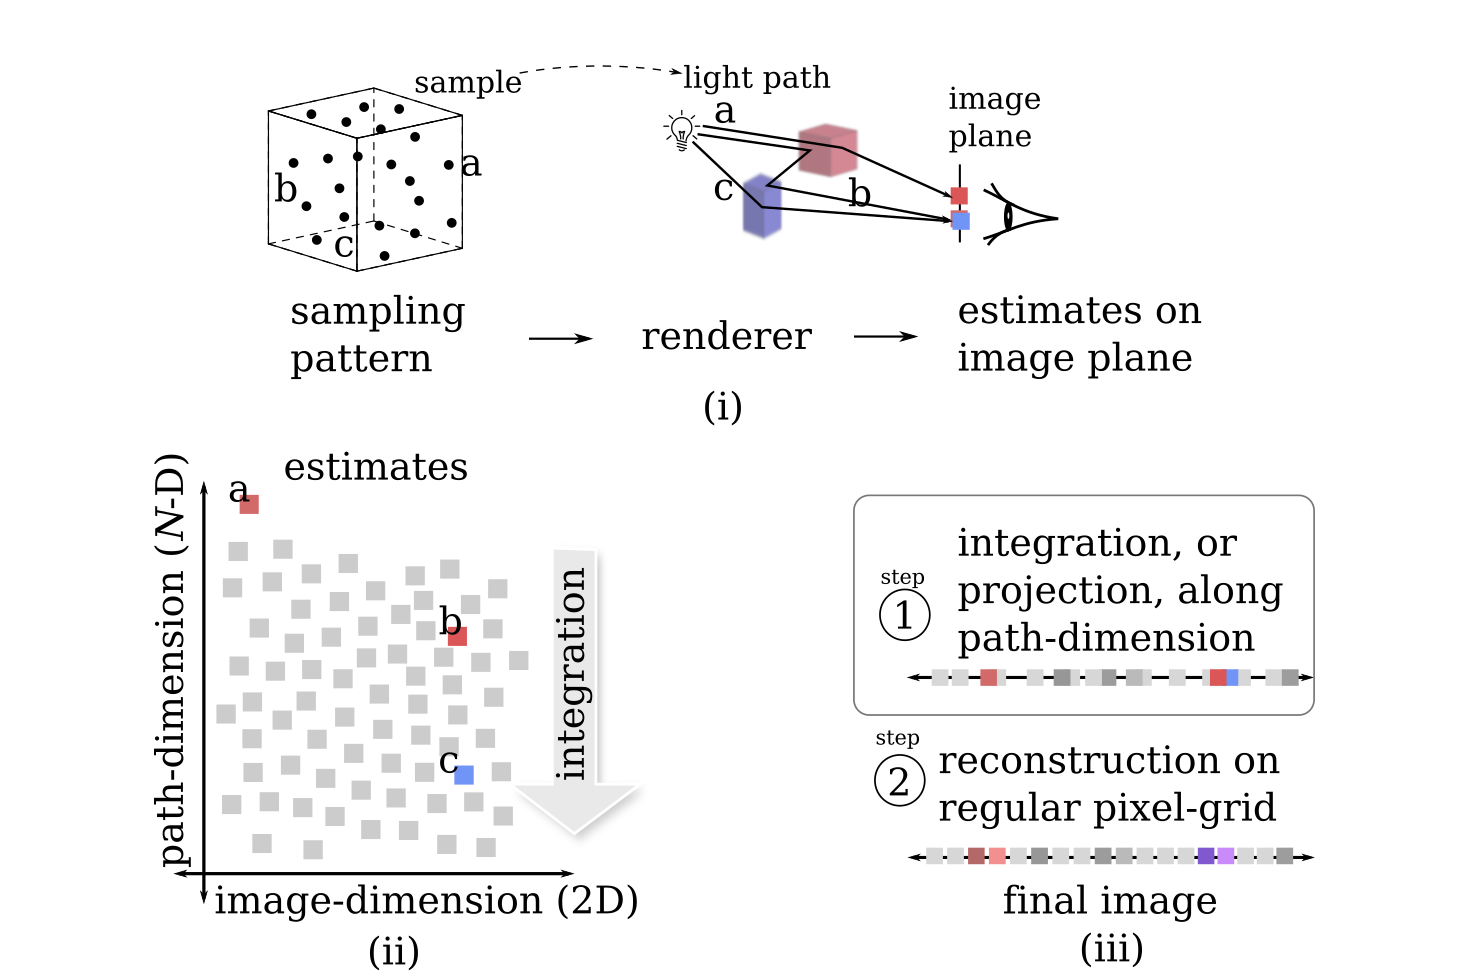 sample
light path
a
image
plane
a
b
c
b
c
sampling
pattern
renderer
estimates on
image plane
(i)
estimates
path-dimension (N-D)
a
b
c
integration
image-dimension (2D)
(ii)
step
1
integration, or
projection, along
path-dimension
step
2
reconstruction on
regular pixel-grid
final image
(iii)